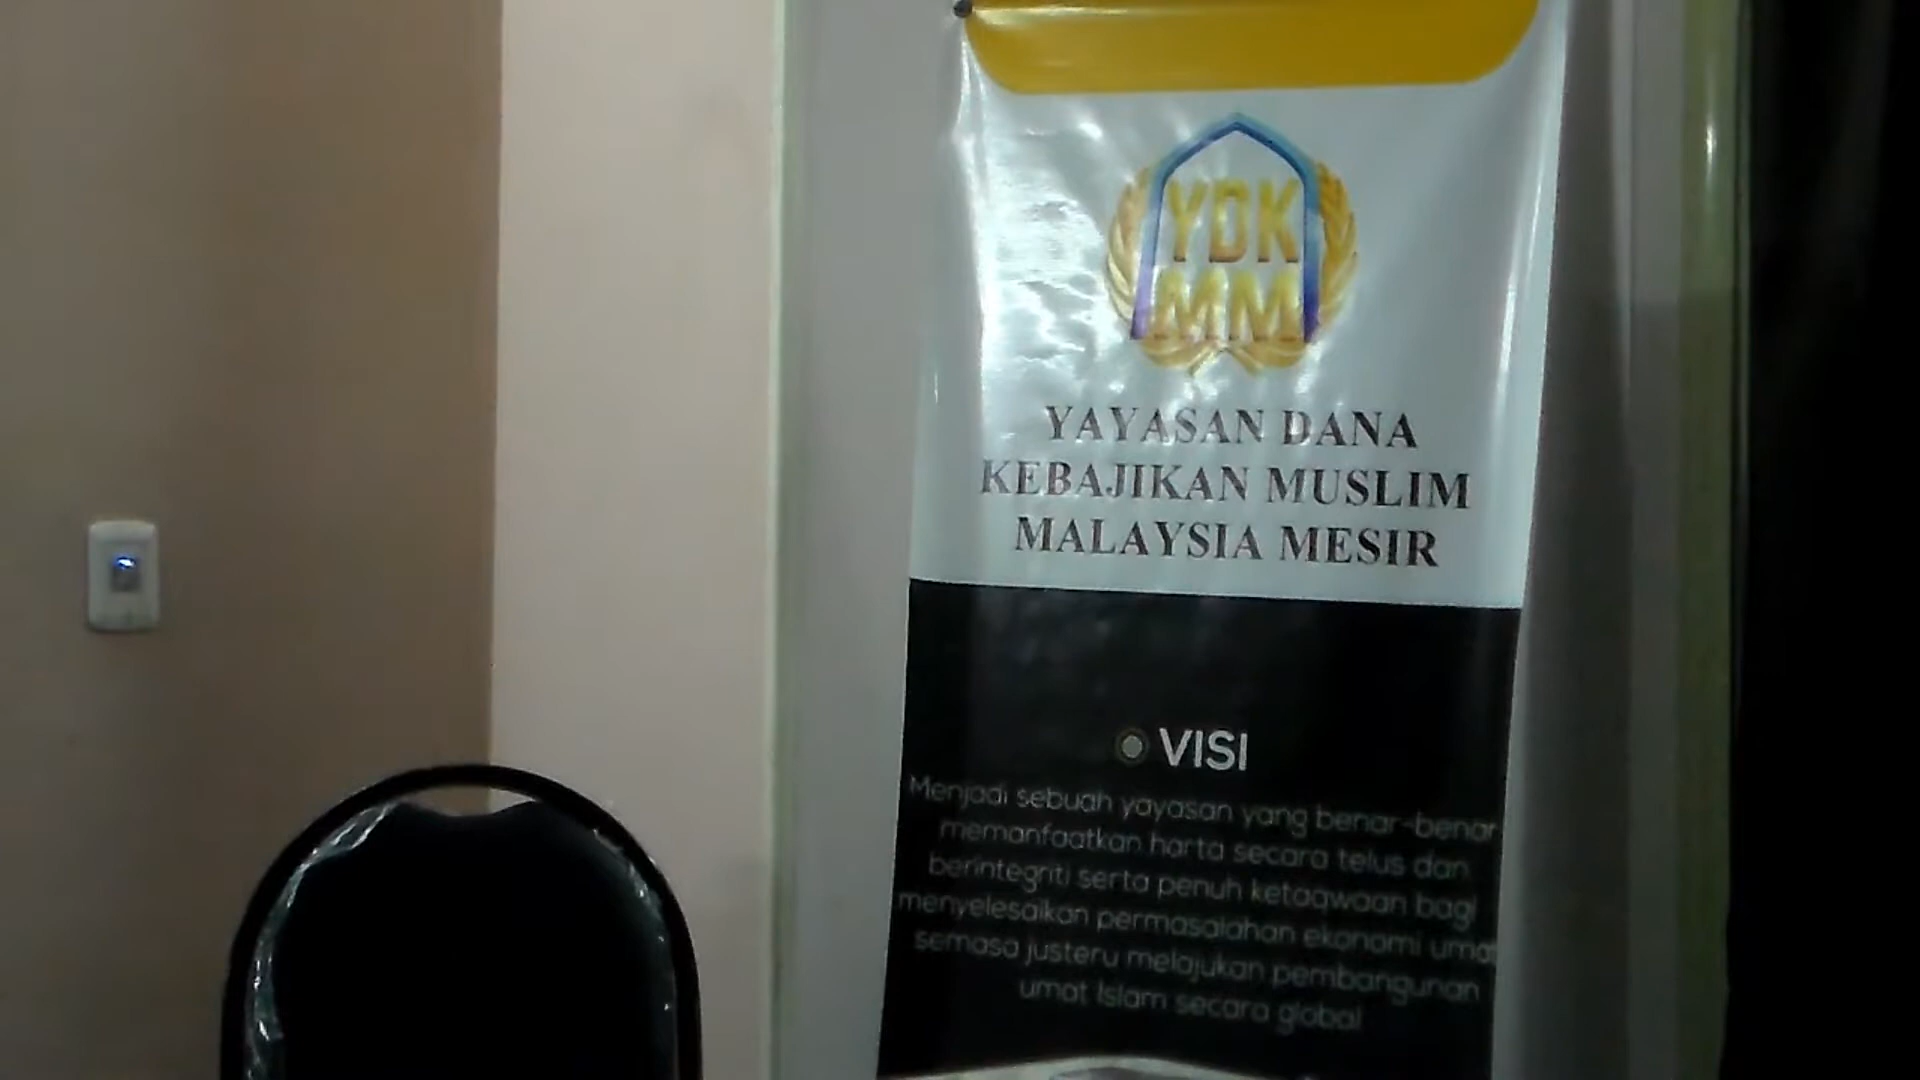 YDK
MM
YAYASAN DANA
KEBAJIKAN MUSLIM
MALAYSIA MESIR
VISI
Menjadi sebuah yayasan yang benar-benar
memanfaatkan harta secara telus dan
berintegriti serta penuh ketaqwaan bagi
menyelesaikan permasalahan ekonomi umat
semasa justeru melajukan pembangunan
umat Islam secara global